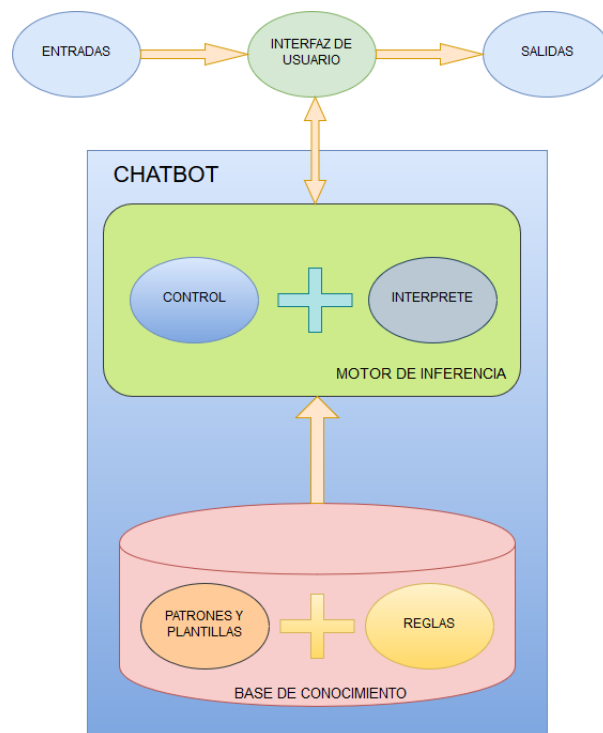 ENTRADAS
INTERFAZ DE
USUARIO
SALIDAS
CHATBOT
CONTROL
INTERPRETE
MOTOR DE INFERENCIA
PATRONES Y
PLANTILLAS
REGLAS
BASE DE CONOCIMIENTO